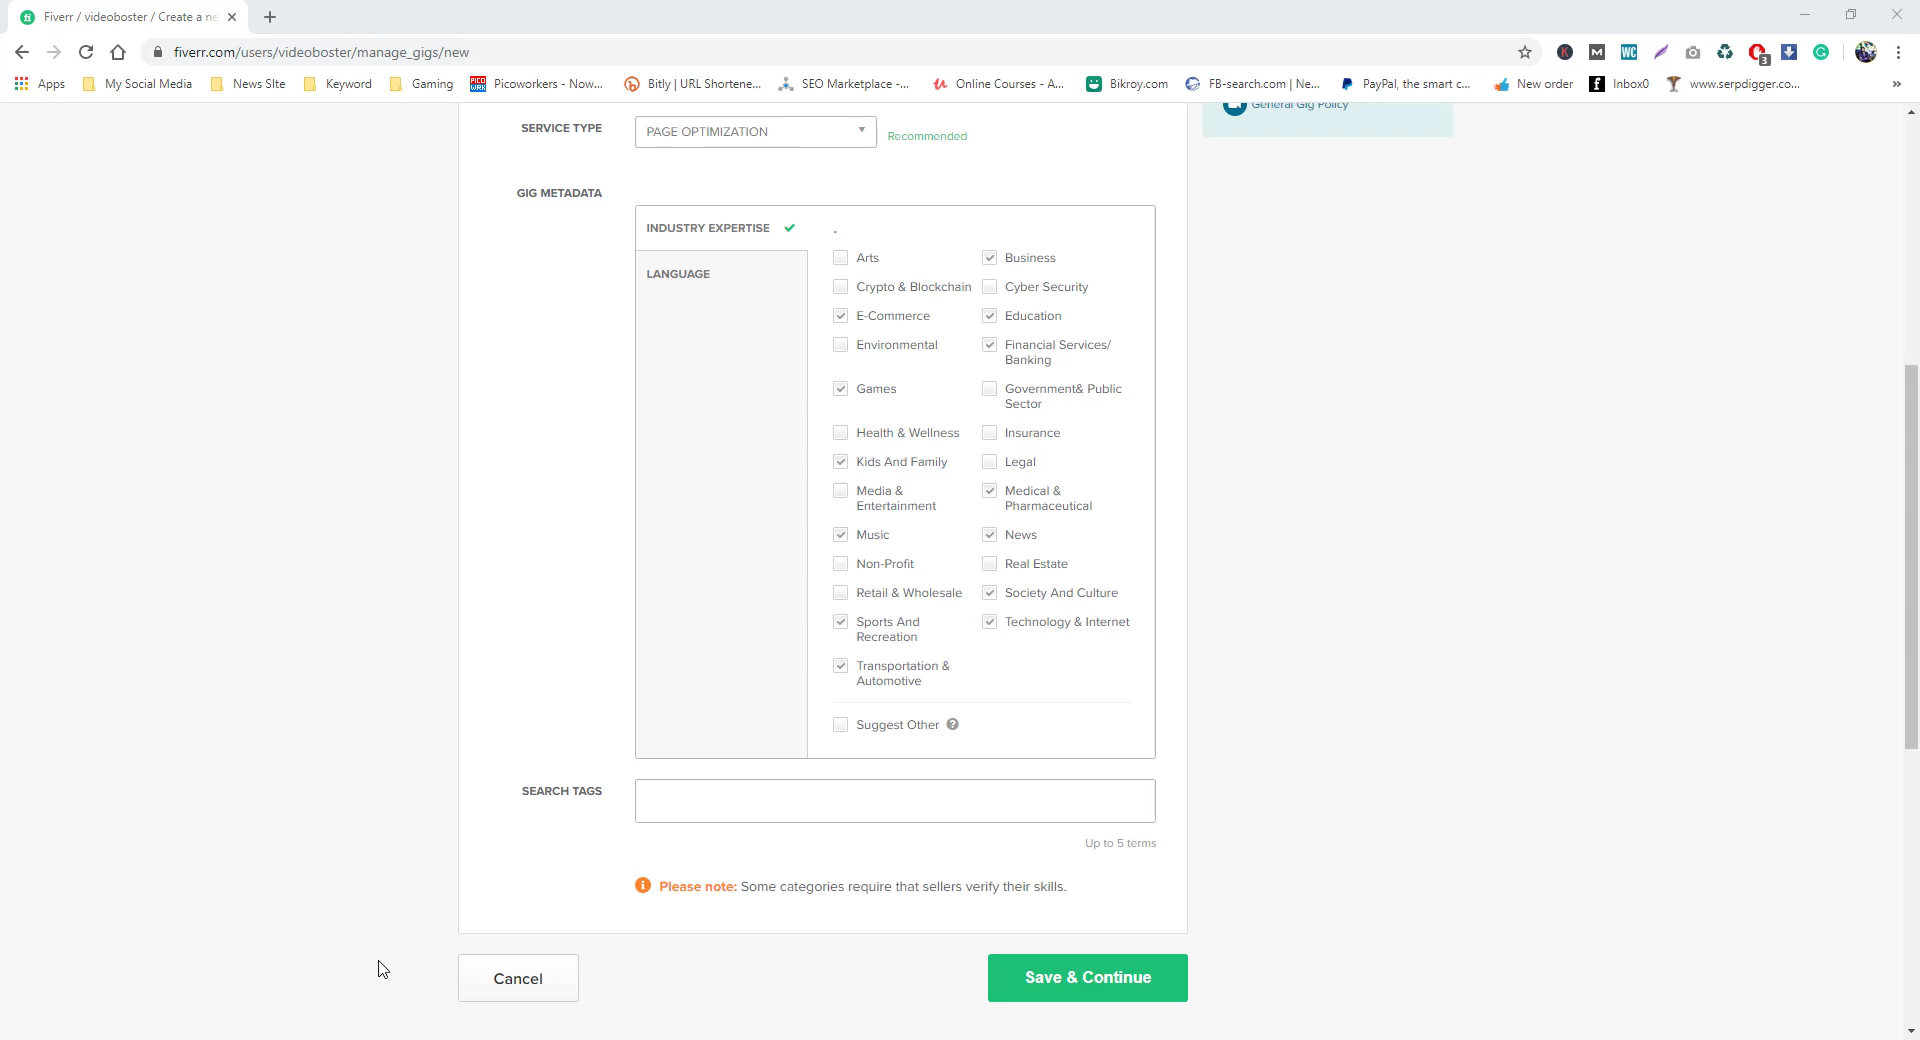 Fiverr / videoboster / Create a ne
fiverr.com/users/videoboster/manage_gigs/new
3
Apps My Social Media News SIte Keyword Gaming PICO WRK Picoworkers - Now... Bitly | URL Shortene... SEO Marketplace -... Online Courses - A... Bikroy.com FB-search.com | Ne... PayPal, the smart c... New order Inbox0 www.serpdigger.co... »
General Gig Policy
SERVICE TYPE PAGE OPTIMIZATION Recommended
GIG METADATA
INDUSTRY EXPERTISE .
LANGUAGE
Arts Business
Crypto & Blockchain Cyber Security
E-Commerce Education
Environmental Financial Services/
Banking
Games Government& Public
Sector
Health & Wellness Insurance
Kids And Family Legal
Media & Medical &
Entertainment Pharmaceutical
Music News
Non-Profit Real Estate
Retail & Wholesale Society And Culture
Sports And Technology & Internet
Recreation
Transportation &
Automotive
Suggest Other ?
SEARCH TAGS
Up to 5 terms
Please note: Some categories require that sellers verify their skills.
Cancel Save & Continue